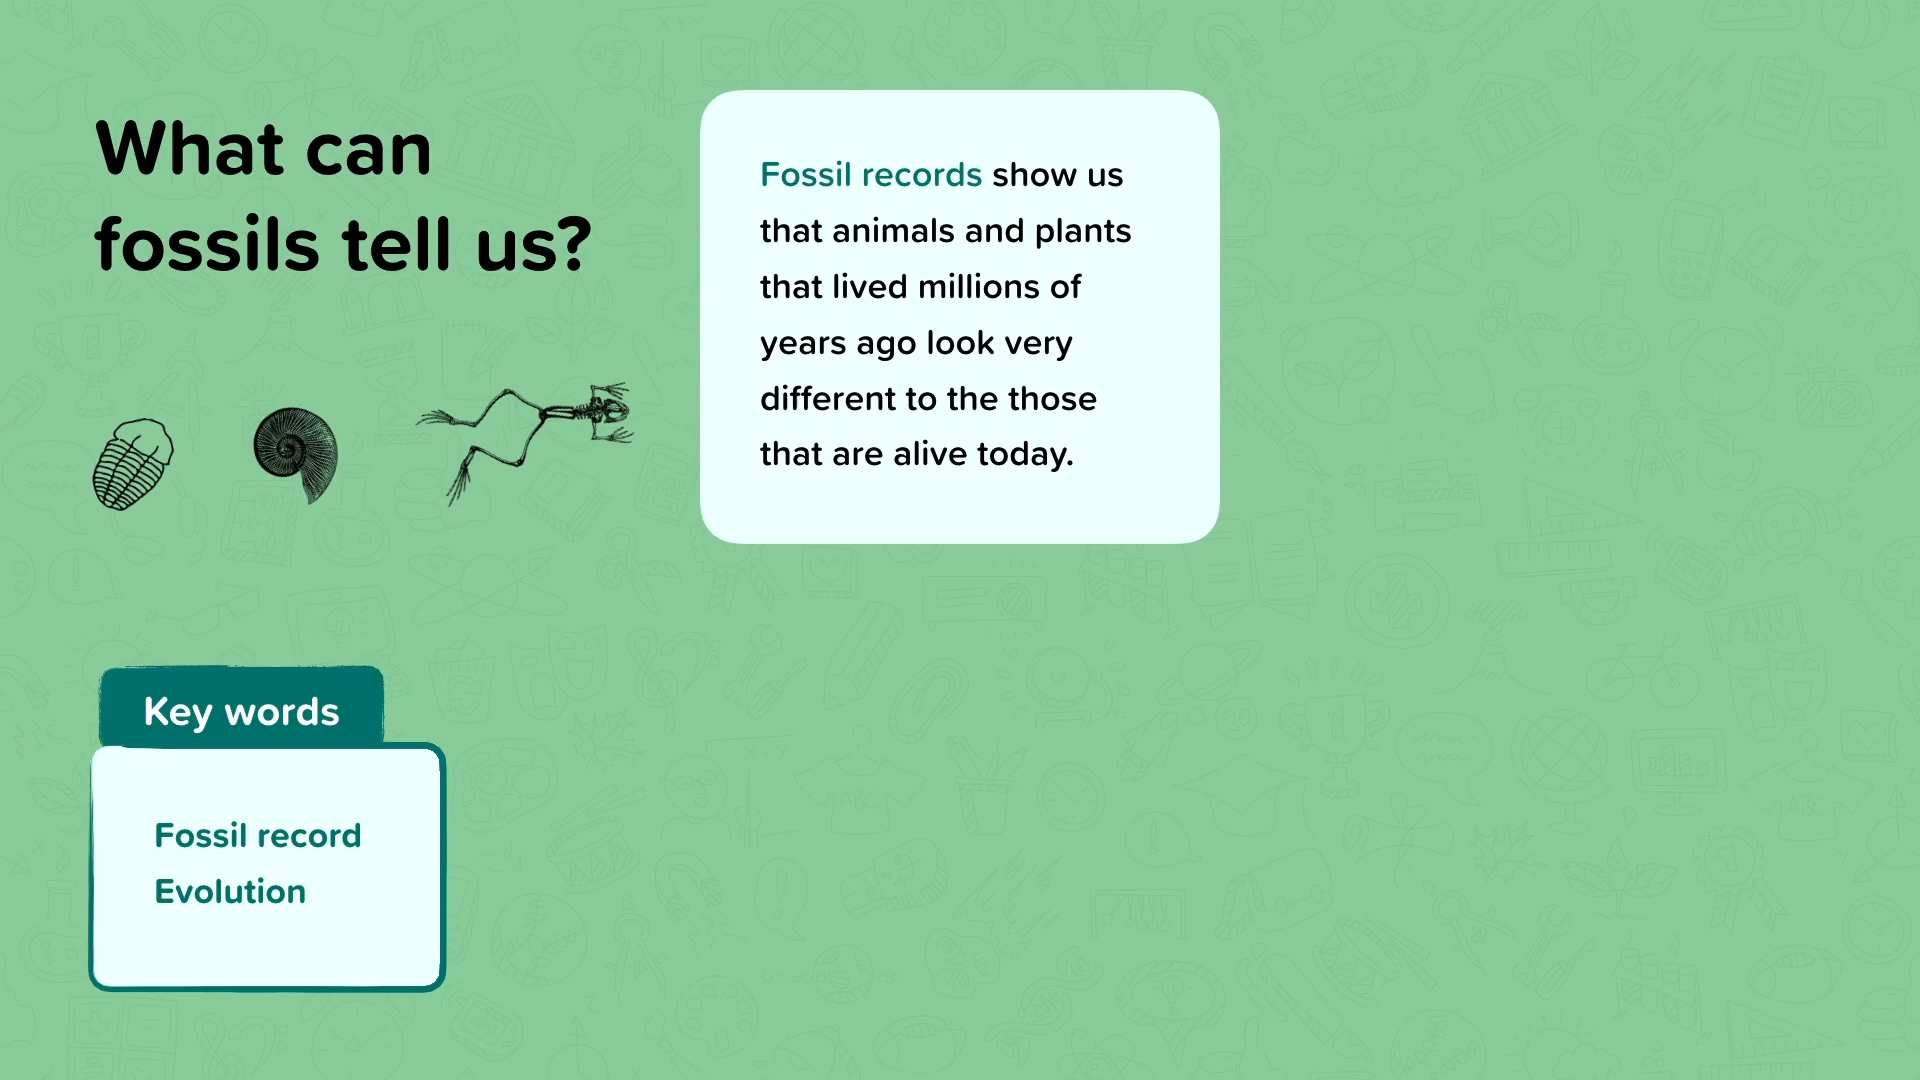 What can
fossils tell us?
Fossil records show us
that animals and plants
that lived millions of
years ago look very
different to the those
that are alive today.
Key words
Fossil record
Evolution